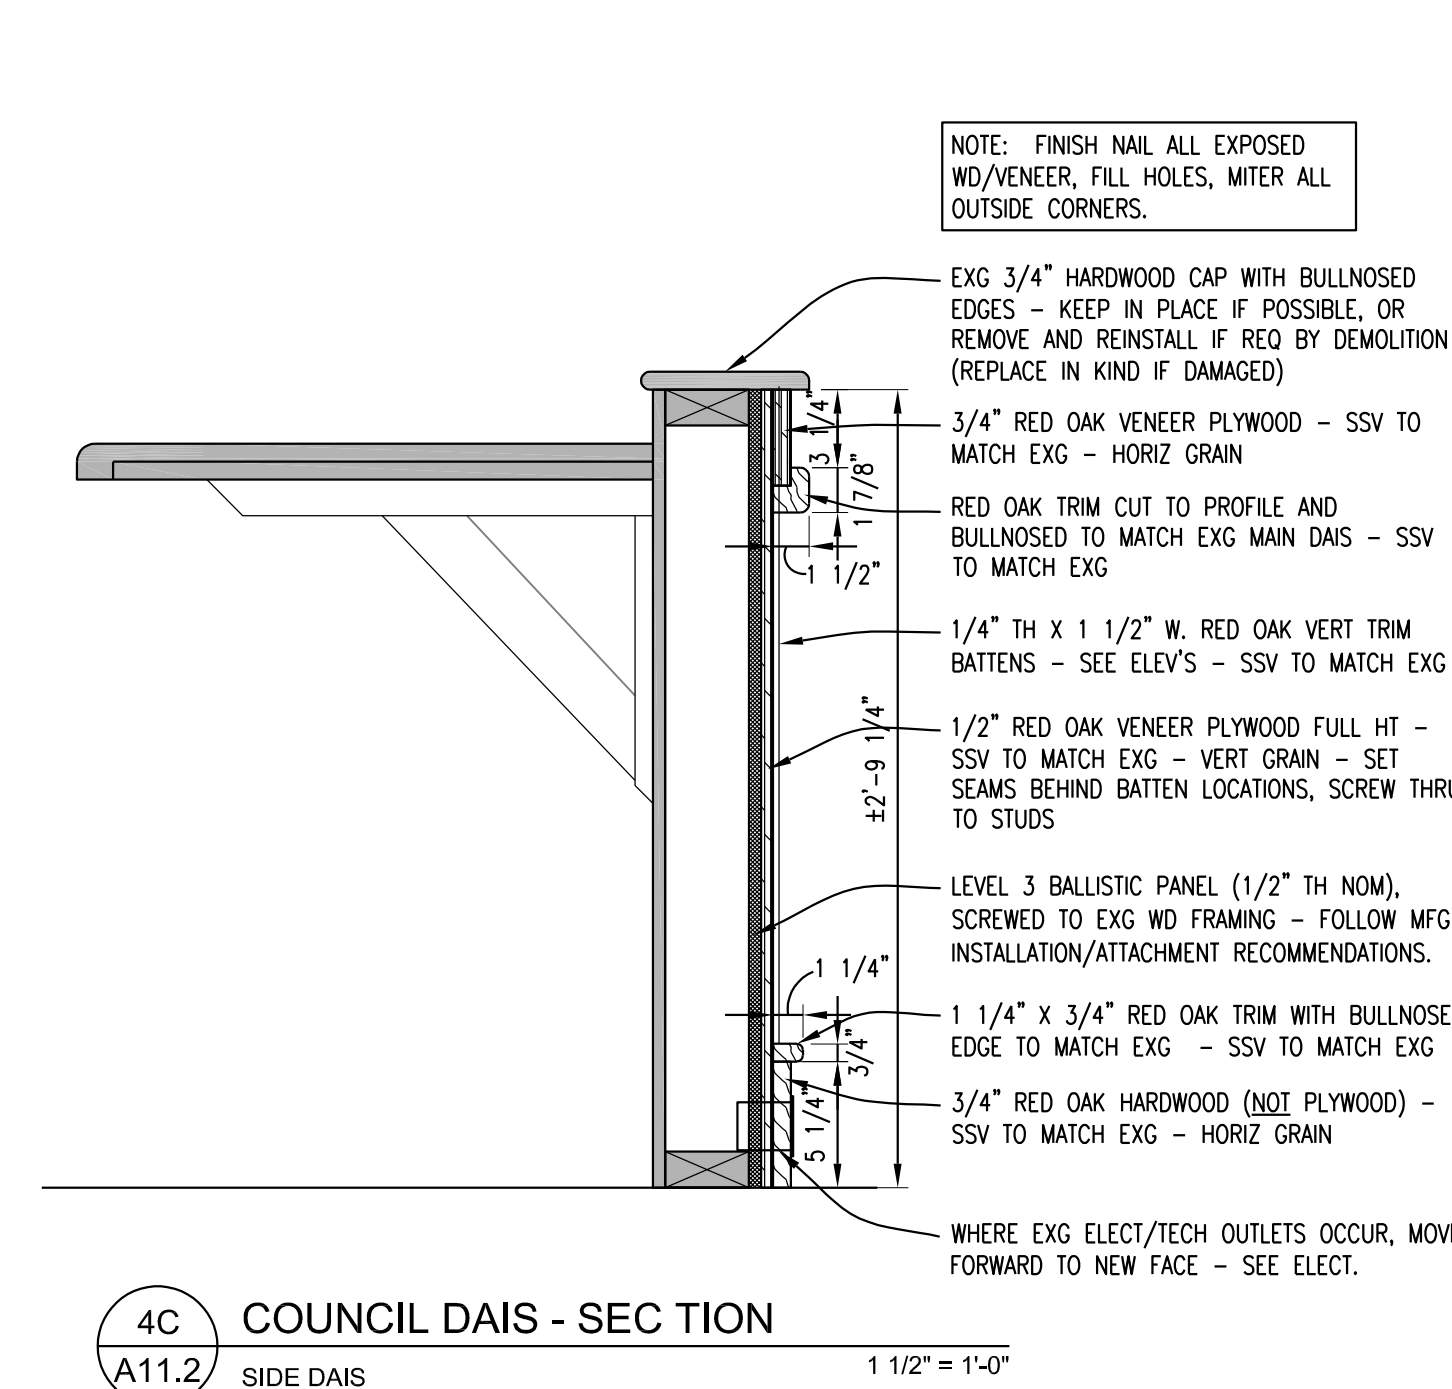 NOTE: FINISH NAIL ALL EXPOSED
WD/VENEER, FILL HOLES, MITER ALL
OUTSIDE CORNERS.
EXG 3/4" HARDWOOD CAP WITH BULLNOSED
EDGES – KEEP IN PLACE IF POSSIBLE, OR
REMOVE AND REINSTALL IF REQ BY DEMOLITION
(REPLACE IN KIND IF DAMAGED)
3/4" RED OAK VENEER PLYWOOD – SSV TO
MATCH EXG – HORIZ GRAIN
RED OAK TRIM CUT TO PROFILE AND
BULLNOSED TO MATCH EXG MAIN DAIS – SSV
TO MATCH EXG
1/4" TH X 1 1/2" W. RED OAK VERT TRIM
BATTENS – SEE ELEV'S – SSV TO MATCH EXG
1/2" RED OAK VENEER PLYWOOD FULL HT –
SSV TO MATCH EXG – VERT GRAIN – SET
SEAMS BEHIND BATTEN LOCATIONS, SCREW THRU
TO STUDS
LEVEL 3 BALLISTIC PANEL (1/2" TH NOM),
SCREWED TO EXG WD FRAMING – FOLLOW MFG
INSTALLATION/ATTACHMENT RECOMMENDATIONS.
1 1/4" X 3/4" RED OAK TRIM WITH BULLNOSE
EDGE TO MATCH EXG – SSV TO MATCH EXG
3/4" RED OAK HARDWOOD (NOT PLYWOOD) –
SSV TO MATCH EXG – HORIZ GRAIN
WHERE EXG ELECT/TECH OUTLETS OCCUR, MOVE
FORWARD TO NEW FACE – SEE ELECT.
3 1/4"
1 7/8"
1 1/2"
±2'-9 1/4"
1 1/4"
3/4"
5 1/4"
4C
A11.2
COUNCIL DAIS - SEC TION
SIDE DAIS
1 1/2" = 1'-0"